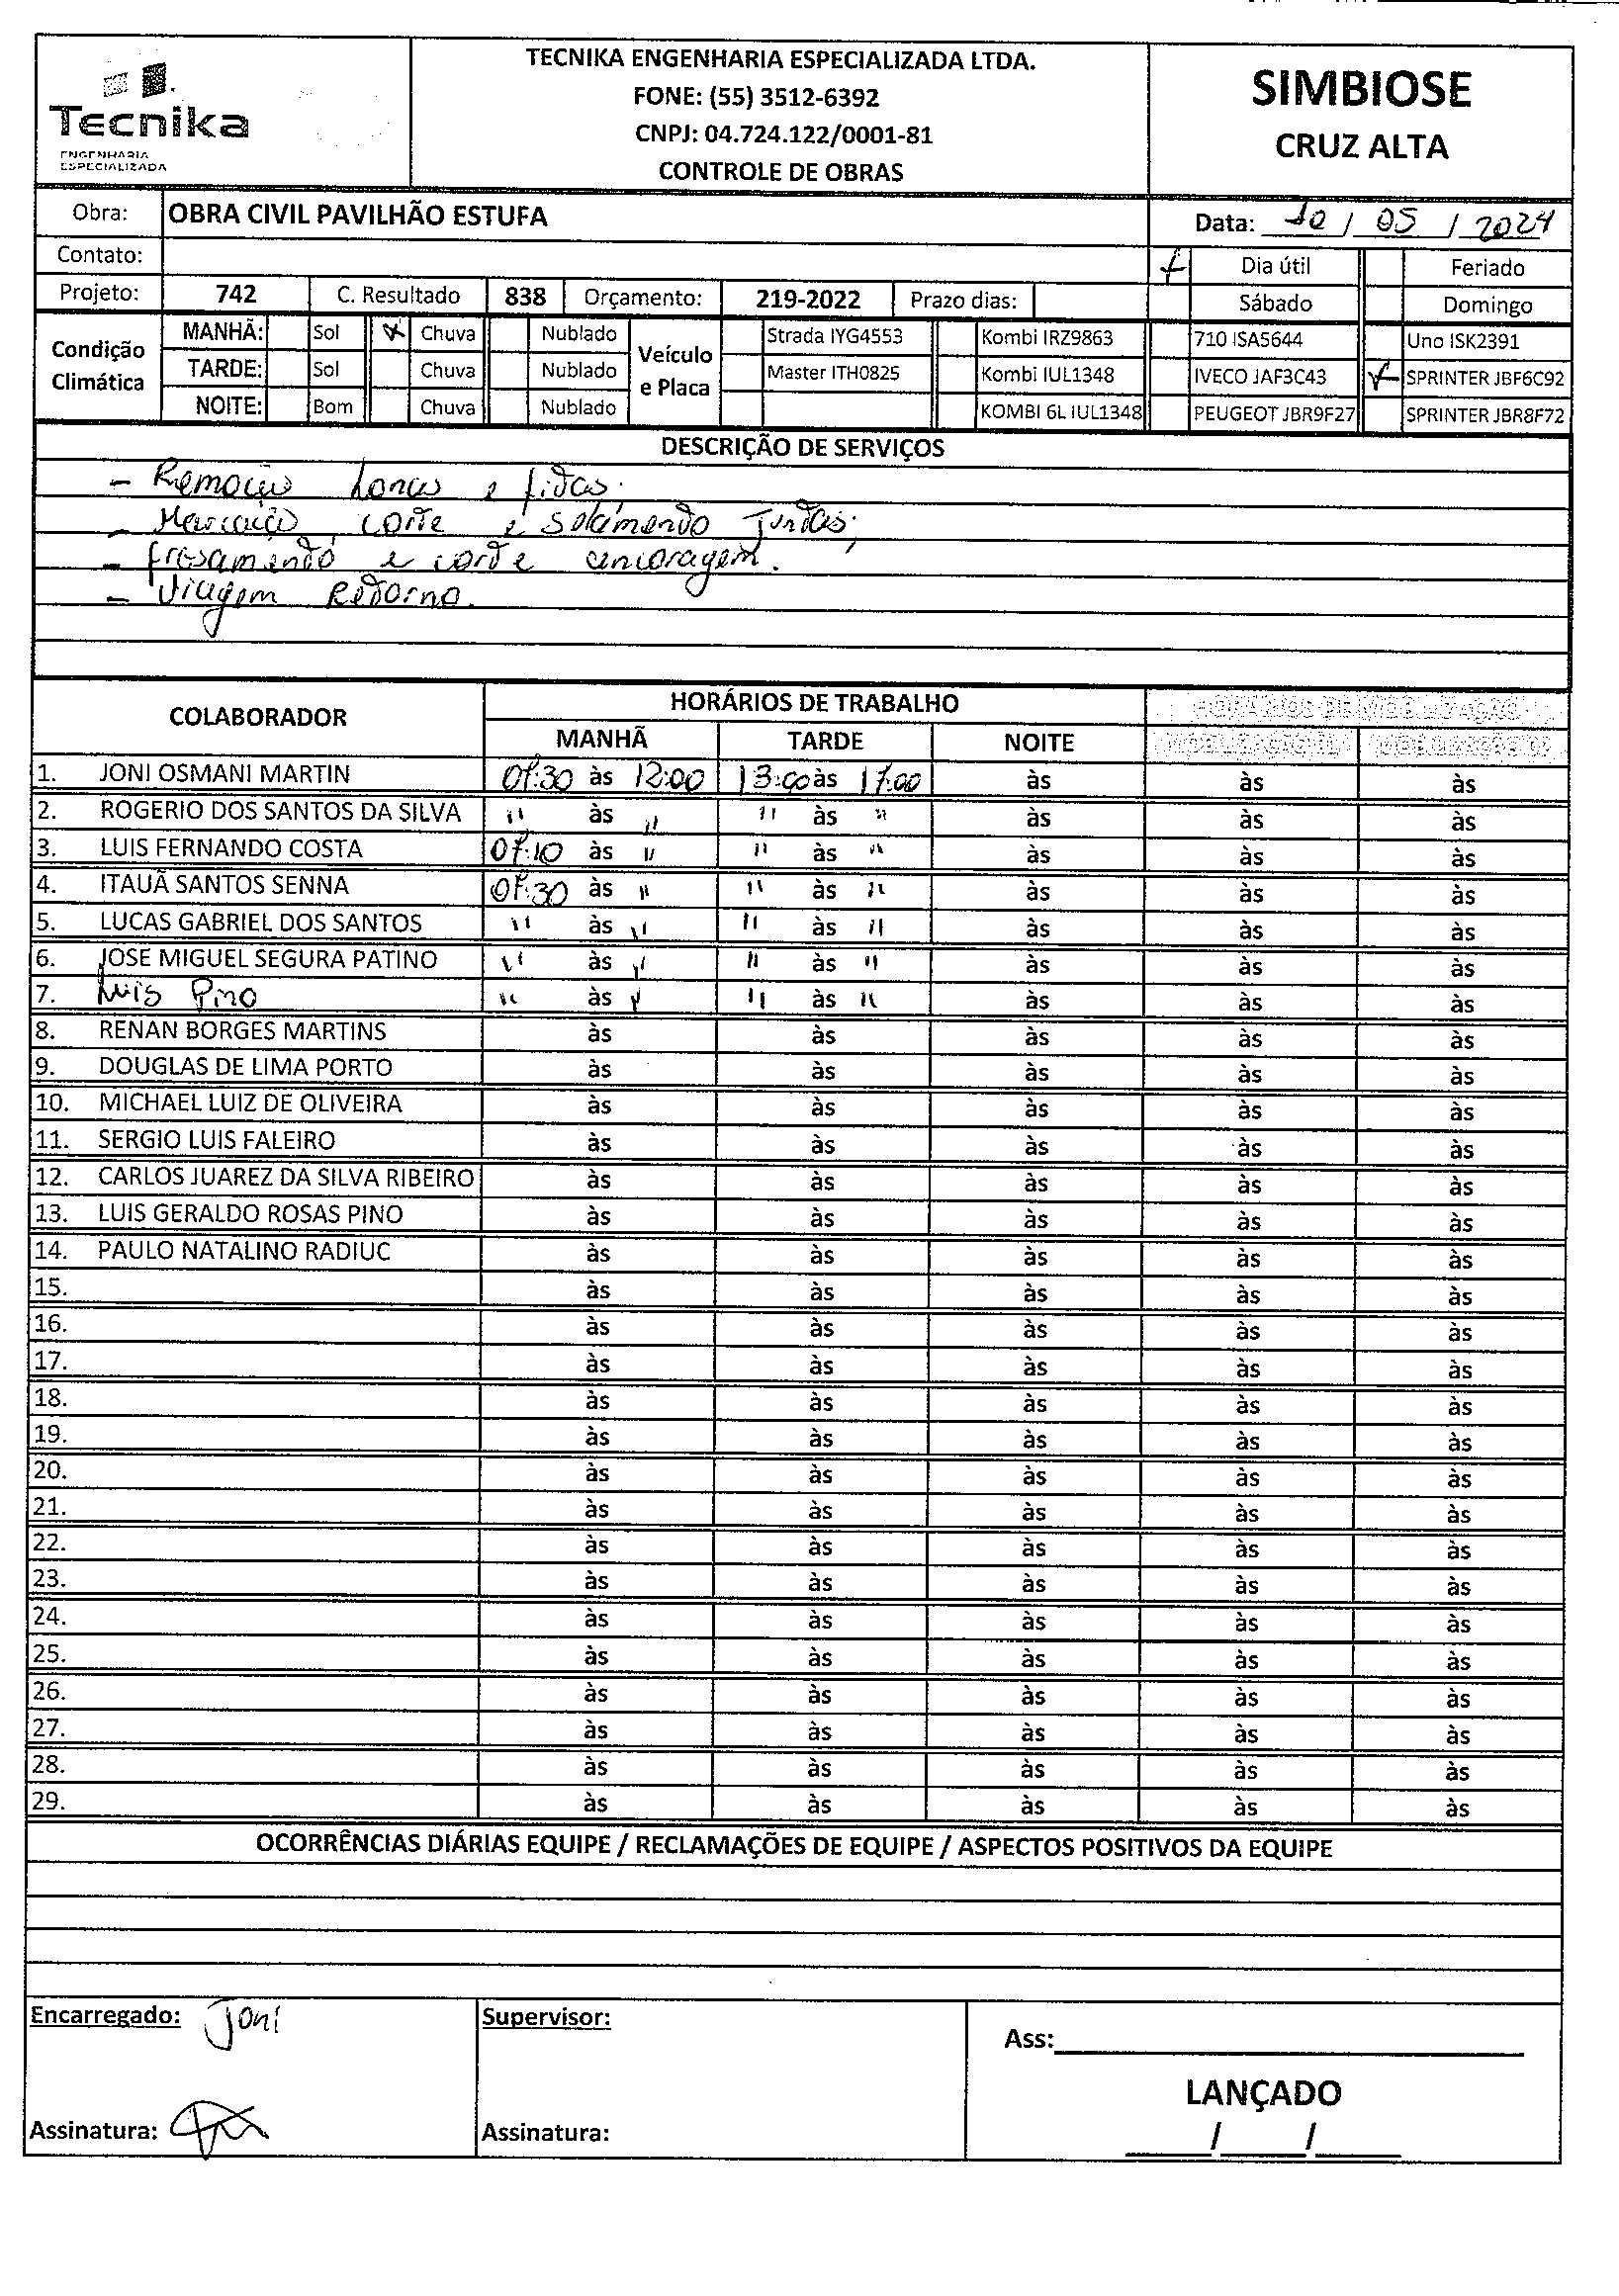 Tecnika
ENGENHARIA
ESPECIALIZADA
TECNIKA ENGENHARIA ESPECIALIZADA LTDA.
FONE: (55) 3512-6392
CNPJ: 04.724.122/0001-81
CONTROLE DE OBRAS
SIMBIOSE
CRUZ ALTA
Obra: OBRA CIVIL PAVILHÃO ESTUFA
Data: 10 / 05 / 2024
Contato:
X Dia útil Feriado
Projeto: 742 C. Resultado 838 Orçamento: 219-2022 Prazo dias: Sábado Domingo
Condição Climática
MANHÃ: Sol X Chuva Nublado
TARDE: Sol Chuva Nublado
NOITE: Bom Chuva Nublado
Veículo e Placa
Strada IYG4553 Kombi IRZ9863 710 ISA5644 Uno ISK2391
Master ITH0825 Kombi IUL1348 IVECO JAF3C43 X SPRINTER JBF6C92
KOMBI 6L IUL1348 PEUGEOT JBR9F27 SPRINTER JBR8F72
DESCRIÇÃO DE SERVIÇOS
- Remoção Lonas e fidas.
- Marcação, corte e selamendo Jundas;
- fresamendo e corde ancoragem.
- Viagem Redorno.
COLABORADOR HORÁRIOS DE TRABALHO HORÁRIOS DE MOBILIZAÇÃO
MANHÃ TARDE NOITE
1. JONI OSMANI MARTIN 07:30 às 12:00 13:00 às 17:00 às às às
2. ROGERIO DOS SANTOS DA SILVA " às " " às " às às às
3. LUIS FERNANDO COSTA 07:10 às " " às " às às às
4. ITAUÃ SANTOS SENNA 07:30 às " " às " às às às
5. LUCAS GABRIEL DOS SANTOS " às " " às " às às às
6. JOSE MIGUEL SEGURA PATINO " às " " às " às às às
7. Luis Pino " às " " às " às às às
8. RENAN BORGES MARTINS às às às às às
9. DOUGLAS DE LIMA PORTO às às às às às
10. MICHAEL LUIZ DE OLIVEIRA às às às às às
11. SERGIO LUIS FALEIRO às às às às às
12. CARLOS JUAREZ DA SILVA RIBEIRO às às às às às
13. LUIS GERALDO ROSAS PINO às às às às às
14. PAULO NATALINO RADIUC às às às às às
15. às às às às às
16. às às às às às
17. às às às às às
18. às às às às às
19. às às às às às
20. às às às às às
21. às às às às às
22. às às às às às
23. às às às às às
24. às às às às às
25. às às às às às
26. às às às às às
27. às às às às às
28. às às às às às
29. às às às às às
OCORRÊNCIAS DIÁRIAS EQUIPE / RECLAMAÇÕES DE EQUIPE / ASPECTOS POSITIVOS DA EQUIPE
Encarregado: Joni
Supervisor:
Ass:
LANÇADO
Assinatura:
Assinatura:
/ /